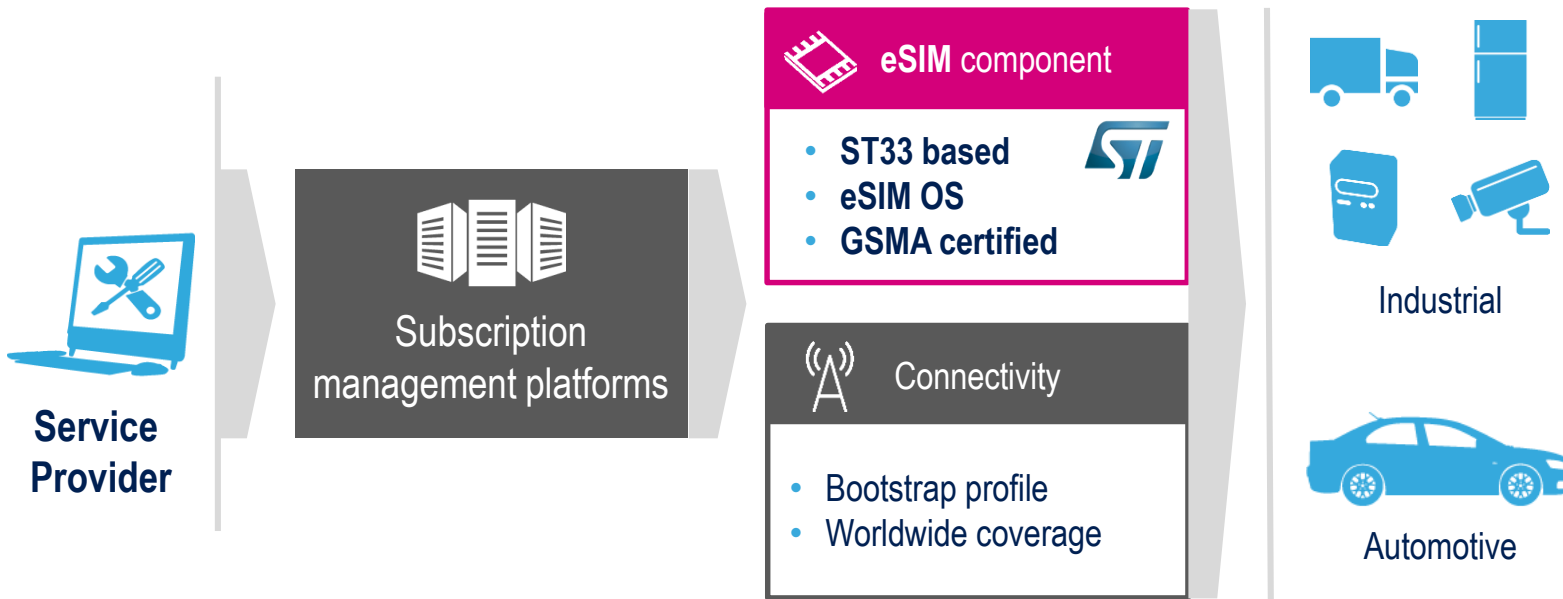 Service
Provider
Subscription
management platforms
eSIM component
ST
• ST33 based
• eSIM OS
• GSMA certified
Connectivity
• Bootstrap profile
• Worldwide coverage
Industrial
Automotive